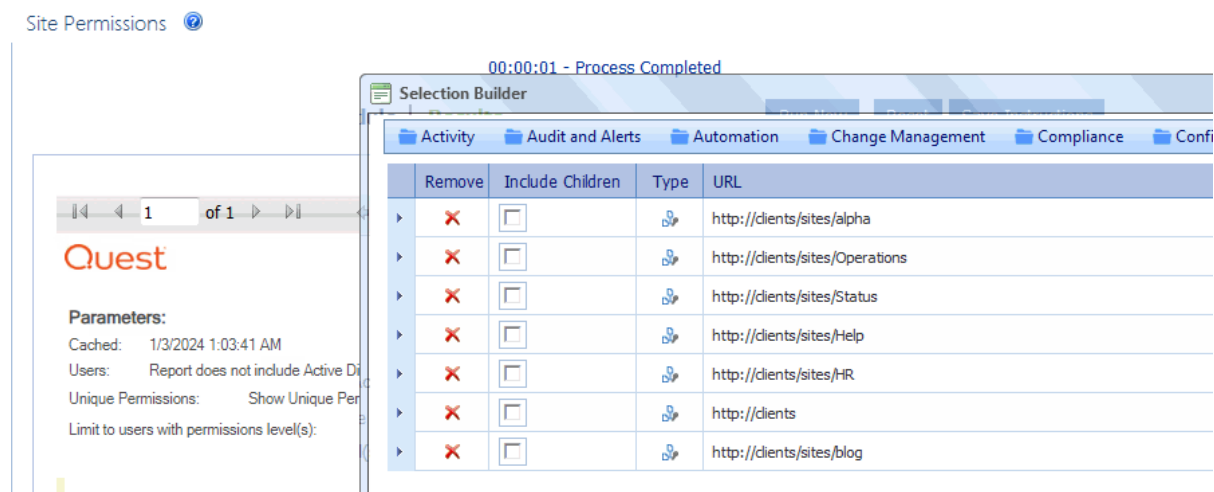 Site Permissions
00:00:01 - Process Completed
Selection Builder
Activity Audit and Alerts Automation Change Management Compliance Confi
Remove Include Children Type URL
http://clients/sites/alpha
http://clients/sites/Operations
http://clients/sites/Status
http://clients/sites/Help
http://clients/sites/HR
http://clients
http://clients/sites/blog
1 of 1
Quest
Parameters:
Cached: 1/3/2024 1:03:41 AM
Users: Report does not include Active Di
Unique Permissions: Show Unique Per
Limit to users with permissions level(s):